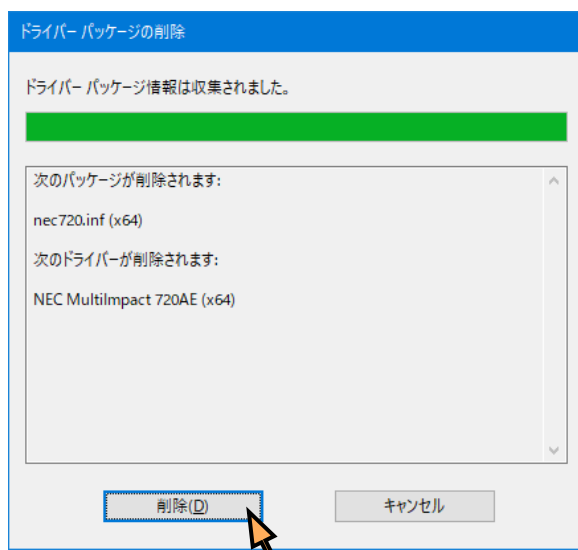 ドライバー パッケージの削除
ドライバー パッケージ情報は収集されました。
次のパッケージが削除されます:
nec720.inf (x64)
次のドライバーが削除されます:
NEC MultiImpact 720AE (x64)
削除(D)
キャンセル